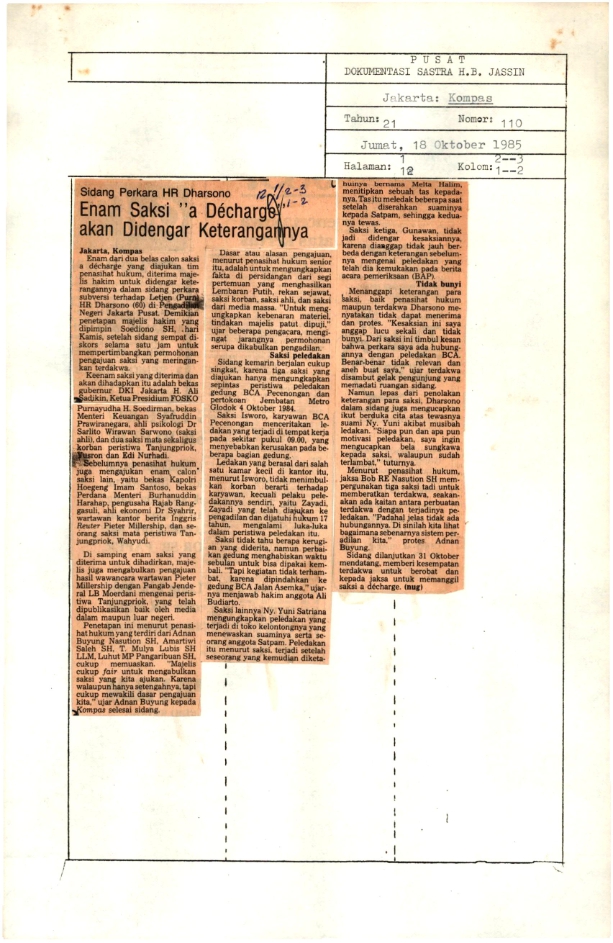 P U S A T
DOKUMENTASI SASTRA H.B. JASSIN
Jakarta: Kompas
Tahun: 21 Nomor: 110
Jumat, 18 Oktober 1985
Halaman: 1 Kolom: 2--3
12 1--2
12 1/2-3
1-2
Sidang Perkara HR Dharsono
Enam Saksi "a Décharge
akan Didengar Keterangannya
Jakarta, Kompas
Enam dari dua belas calon saksi
a décharge yang diajukan tim
penasihat hukum, diterima maje-
lis hakim untuk didengar kete-
rangannya dalam sidang perkara
subversi terhadap Letjen (Purn)
HR Dharsono (60) di Pengadilan
Negeri Jakarta Pusat. Demikian
penetapan majelis hakim yang
dipimpin Soediono SH, hari
Kamis, setelah sidang sempat di-
skors selama satu jam untuk
mempertimbangkan permohonan
pengajuan saksi yang meringan-
kan terdakwa.
Keenam saksi yang diterima dan
akan dihadapkan itu adalah bekas
gubernur DKI Jakarta H. Ali
Sadikin, Ketua Presidium FOSKO
Purnayudha H. Soedirman, bekas
Menteri Keuangan Syafruddin
Prawiranegara, ahli psikologi Dr
Sarlito Wirawan Sarwono (saksi
ahli), dan dua saksi mata sekaligus
korban peristiwa Tanjungpriok,
Yusron dan Edi Nurhadi.
Sebelumnya penasihat hukum
juga mengajukan enam calon
saksi lain, yaitu bekas Kapolri
Hoegeng Imam Santoso, bekas
Perdana Menteri Burhanuddin
Harahap, pengusaha Rajab Rang-
gasuli, ahli ekonomi Dr Syahrir,
wartawan kantor berita Inggris
Reuter Pieter Millership, dan se-
orang saksi mata peristiwa Tan-
jungpriok, Wahyudi.
Di samping enam saksi yang
diterima untuk dihadirkan, maje-
lis juga mengabulkan pengajuan
hasil wawancara wartawan Pieter
Millership dengan Pangab Jende-
ral LB Moerdani mengenai peris-
tiwa Tanjungpriok, yang telah
dipublikasikan baik oleh media
dalam maupun luar negeri.
Penetapan ini menurut penasi-
hat hukum yang terdiri dari Adnan
Buyung Nasution SH, Amartiwi
Saleh SH, T. Mulya Lubis SH
LLM, Luhut MP Pangaribuan SH,
cukup memuaskan. "Majelis
cukup fair untuk mengabulkan
saksi yang kita ajukan. Karena
walaupun hanya setengahnya, tapi
cukup mewakili dasar pengajuan
kita," ujar Adnan Buyung kepada
Kompas selesai sidang.
Dasar atau alasan pengajuan,
menurut penasihat hukum senior
itu, adalah untuk mengungkapkan
fakta di persidangan dari segi
pertemuan yang menghasilkan
Lembaran Putih, rekan sejawat,
saksi korban, saksi ahli, dan saksi
dari media massa. "Untuk meng-
ungkapkan kebenaran materiel,
tindakan majelis patut dipuji,"
ujar beberapa pengacara, mengi-
ngat jarangnya permohonan
serupa dikabulkan pengadilan.
Saksi peledakan
Sidang kemarin berjalan cukup
singkat, karena tiga saksi yang
diajukan hanya mengungkapkan
sepintas peristiwa peledakan
gedung BCA Pecenongan dan
pertokoan Jembatan Metro
Glodok 4 Oktober 1984.
Saksi Isworo, karyawan BCA
Pecenongan menceritakan le-
dakan yang terjadi di tempat kerja
pada sekitar pukul 09.00, yang
menyebabkan kerusakan pada be-
berapa bagian gedung.
Ledakan yang berasal dari salah
satu kamar kecil di kantor itu,
menurut Isworo, tidak menimbul-
kan korban berarti terhadap
karyawan, kecuali pelaku pele-
dakannya sendiri, yaitu Zayadi.
Zayadi yang telah diajukan ke
pengadilan dan dijatuhi hukum 17
tahun, mengalami luka-luka
dalam peristiwa peledakan itu.
Saksi tidak tahu berapa kerugi-
an yang diderita, namun perbai-
kan gedung menghabiskan waktu
sebulan untuk bisa dipakai kem-
bali. "Tapi kegiatan tidak terham-
bat, karena dipindahkan ke
gedung BCA Jalan Asemka," ujar-
nya menjawab hakim anggota Ali
Budiarto.
Saksi lainnya Ny. Yuni Satriana
mengungkapkan peledakan yang
terjadi di toko kelontongnya yang
menewaskan suaminya serta se-
orang anggota Satpam. Peledakan
itu menurut saksi, terjadi setelah
seseorang yang kemudian diketa-
huinya bernama Melta Halim,
menitipkan sebuah tas kepada-
nya. Tas itu meledak beberapa saat
setelah diserahkan suaminya
kepada Satpam, sehingga kedua-
nya tewas.
Saksi ketiga, Gunawan, tidak
jadi didengar kesaksiannya,
karena dianggap tidak jauh ber-
beda dengan keterangan sebelum-
nya mengenai peledakan yang
telah dia kemukakan pada berita
acara pemeriksaan (BAP).
Tidak bunyi
Menanggapi keterangan para
saksi, baik penasihat hukum
maupun terdakwa Dharsono me-
nyatakan tidak dapat menerima
dan protes. "Kesaksian ini saya
anggap lucu sekali dan tidak
bunyi. Dari saksi ini timbul kesan
bahwa perkara saya ada hubung-
annya dengan peledakan BCA.
Benar-benar tidak relevan dan
aneh buat saya," ujar terdakwa
disambut gelak pengunjung yang
memadati ruangan sidang.
Namun lepas dari penolakan
keterangan para saksi, Dharsono
dalam sidang juga mengucapkan
ikut berduka cita atas tewasnya
suami Ny. Yuni akibat musibah
ledakan. "Siapa pun dan apa pun
motivasi peledakan, saya ingin
mengucapkan bela sungkawa
kepada saksi, walaupun sudah
terlambat," tuturnya.
Menurut penasihat hukum,
jaksa Bob RE Nasution SH mem-
pergunakan tiga saksi tadi untuk
memberatkan terdakwa, seakan-
akan ada kaitan antara perbuatan
terdakwa dengan terjadinya pe-
ledakan. "Padahal jelas tidak ada
hubungannya. Di sinilah kita lihat
bagaimana sebenarnya sistem per-
adilan kita," protes Adnan
Buyung.
Sidang dilanjutkan 31 Oktober
mendatang, memberi kesempatan
terdakwa untuk berobat dan
kepada jaksa untuk memanggil
saksi a décharge. (mug)